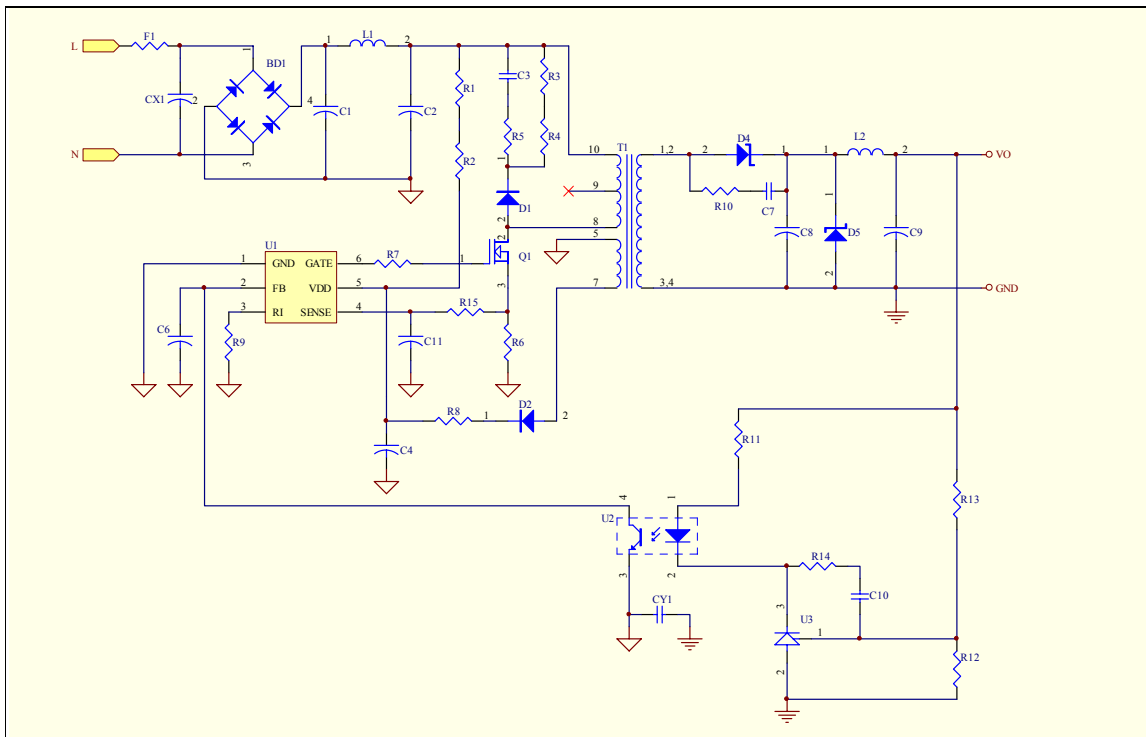 L
F1
CX1
N
BD1
1
2
3
4
1
L1
2
C1
C2
R1
R2
C3
R3
R5
R4
1
D1
2
T1
10
9
8
5
7
1,2
3,4
2
D4
1
R10
C7
C8
1
L2
2
1
D5
2
C9
VO
GND
U1
1
GND
GATE
6
2
FB
VDD
5
3
RI
SENSE
4
R7
1
2
Q1
3
R15
C6
R9
C11
R6
R8
1
D2
2
C4
R11
R13
4
1
U2
3
2
CY1
R14
C10
3
U3
1
2
R12